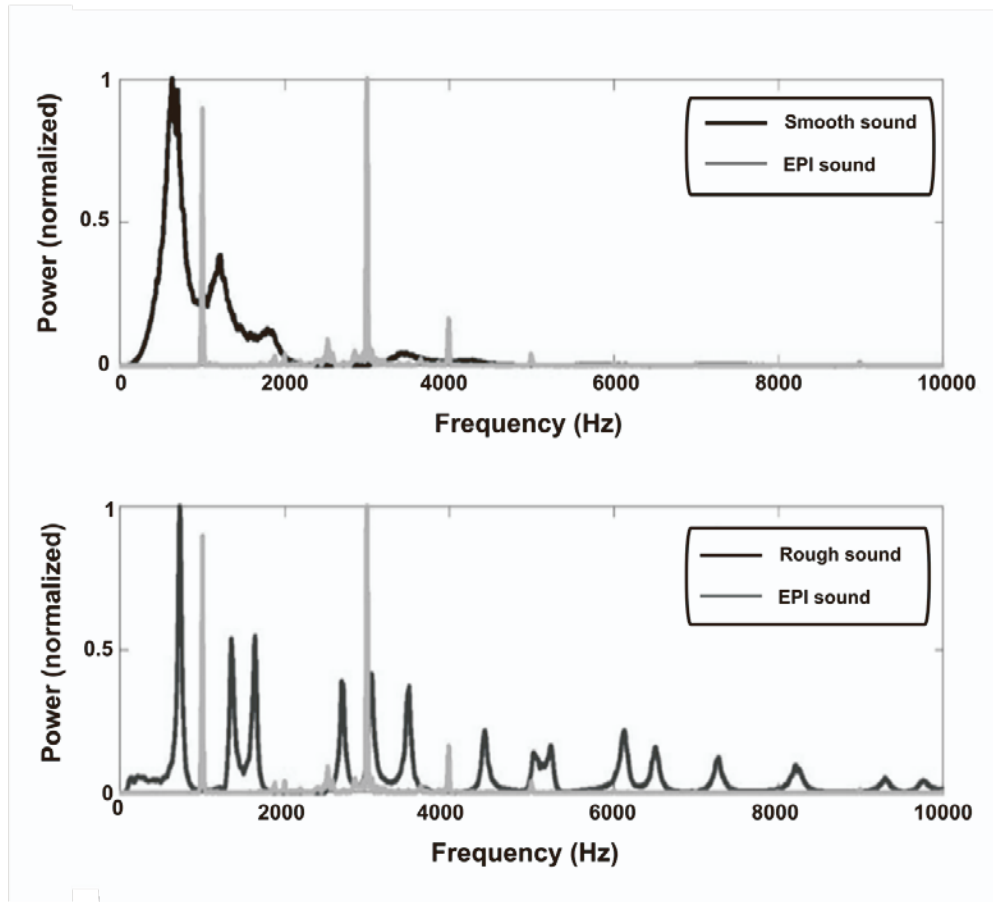 Power (normalized)
1
0.5
0
Smooth sound
EPI sound
0 2000 4000 6000 8000 10000
Frequency (Hz)
Power (normalized)
1
0.5
0
Rough sound
EPI sound
0 2000 4000 6000 8000 10000
Frequency (Hz)